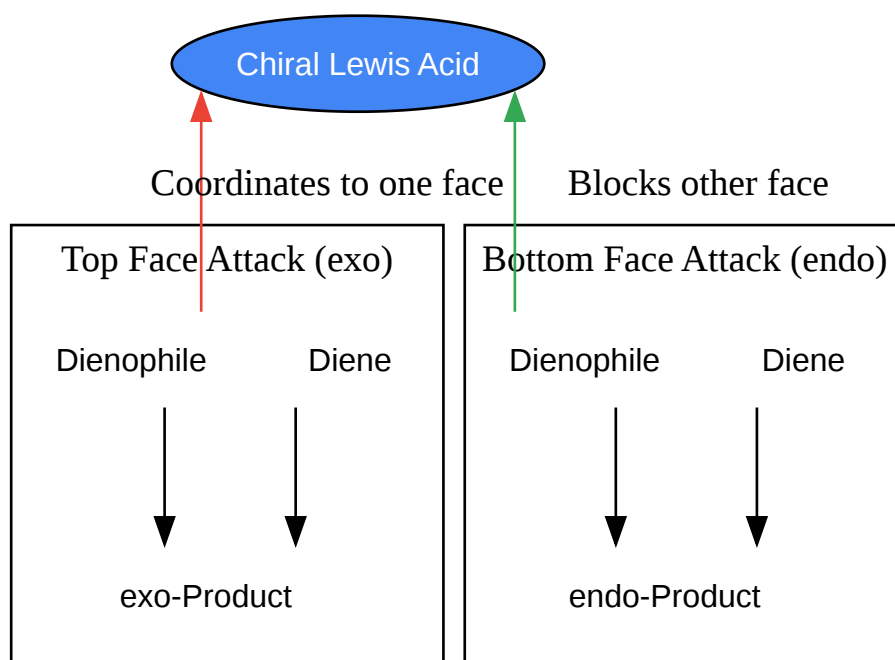 Chiral Lewis Acid
Coordinates to one face
Blocks other face
Top Face Attack (exo)
Bottom Face Attack (endo)
Dienophile
Diene
Dienophile
Diene
exo-Product
endo-Product